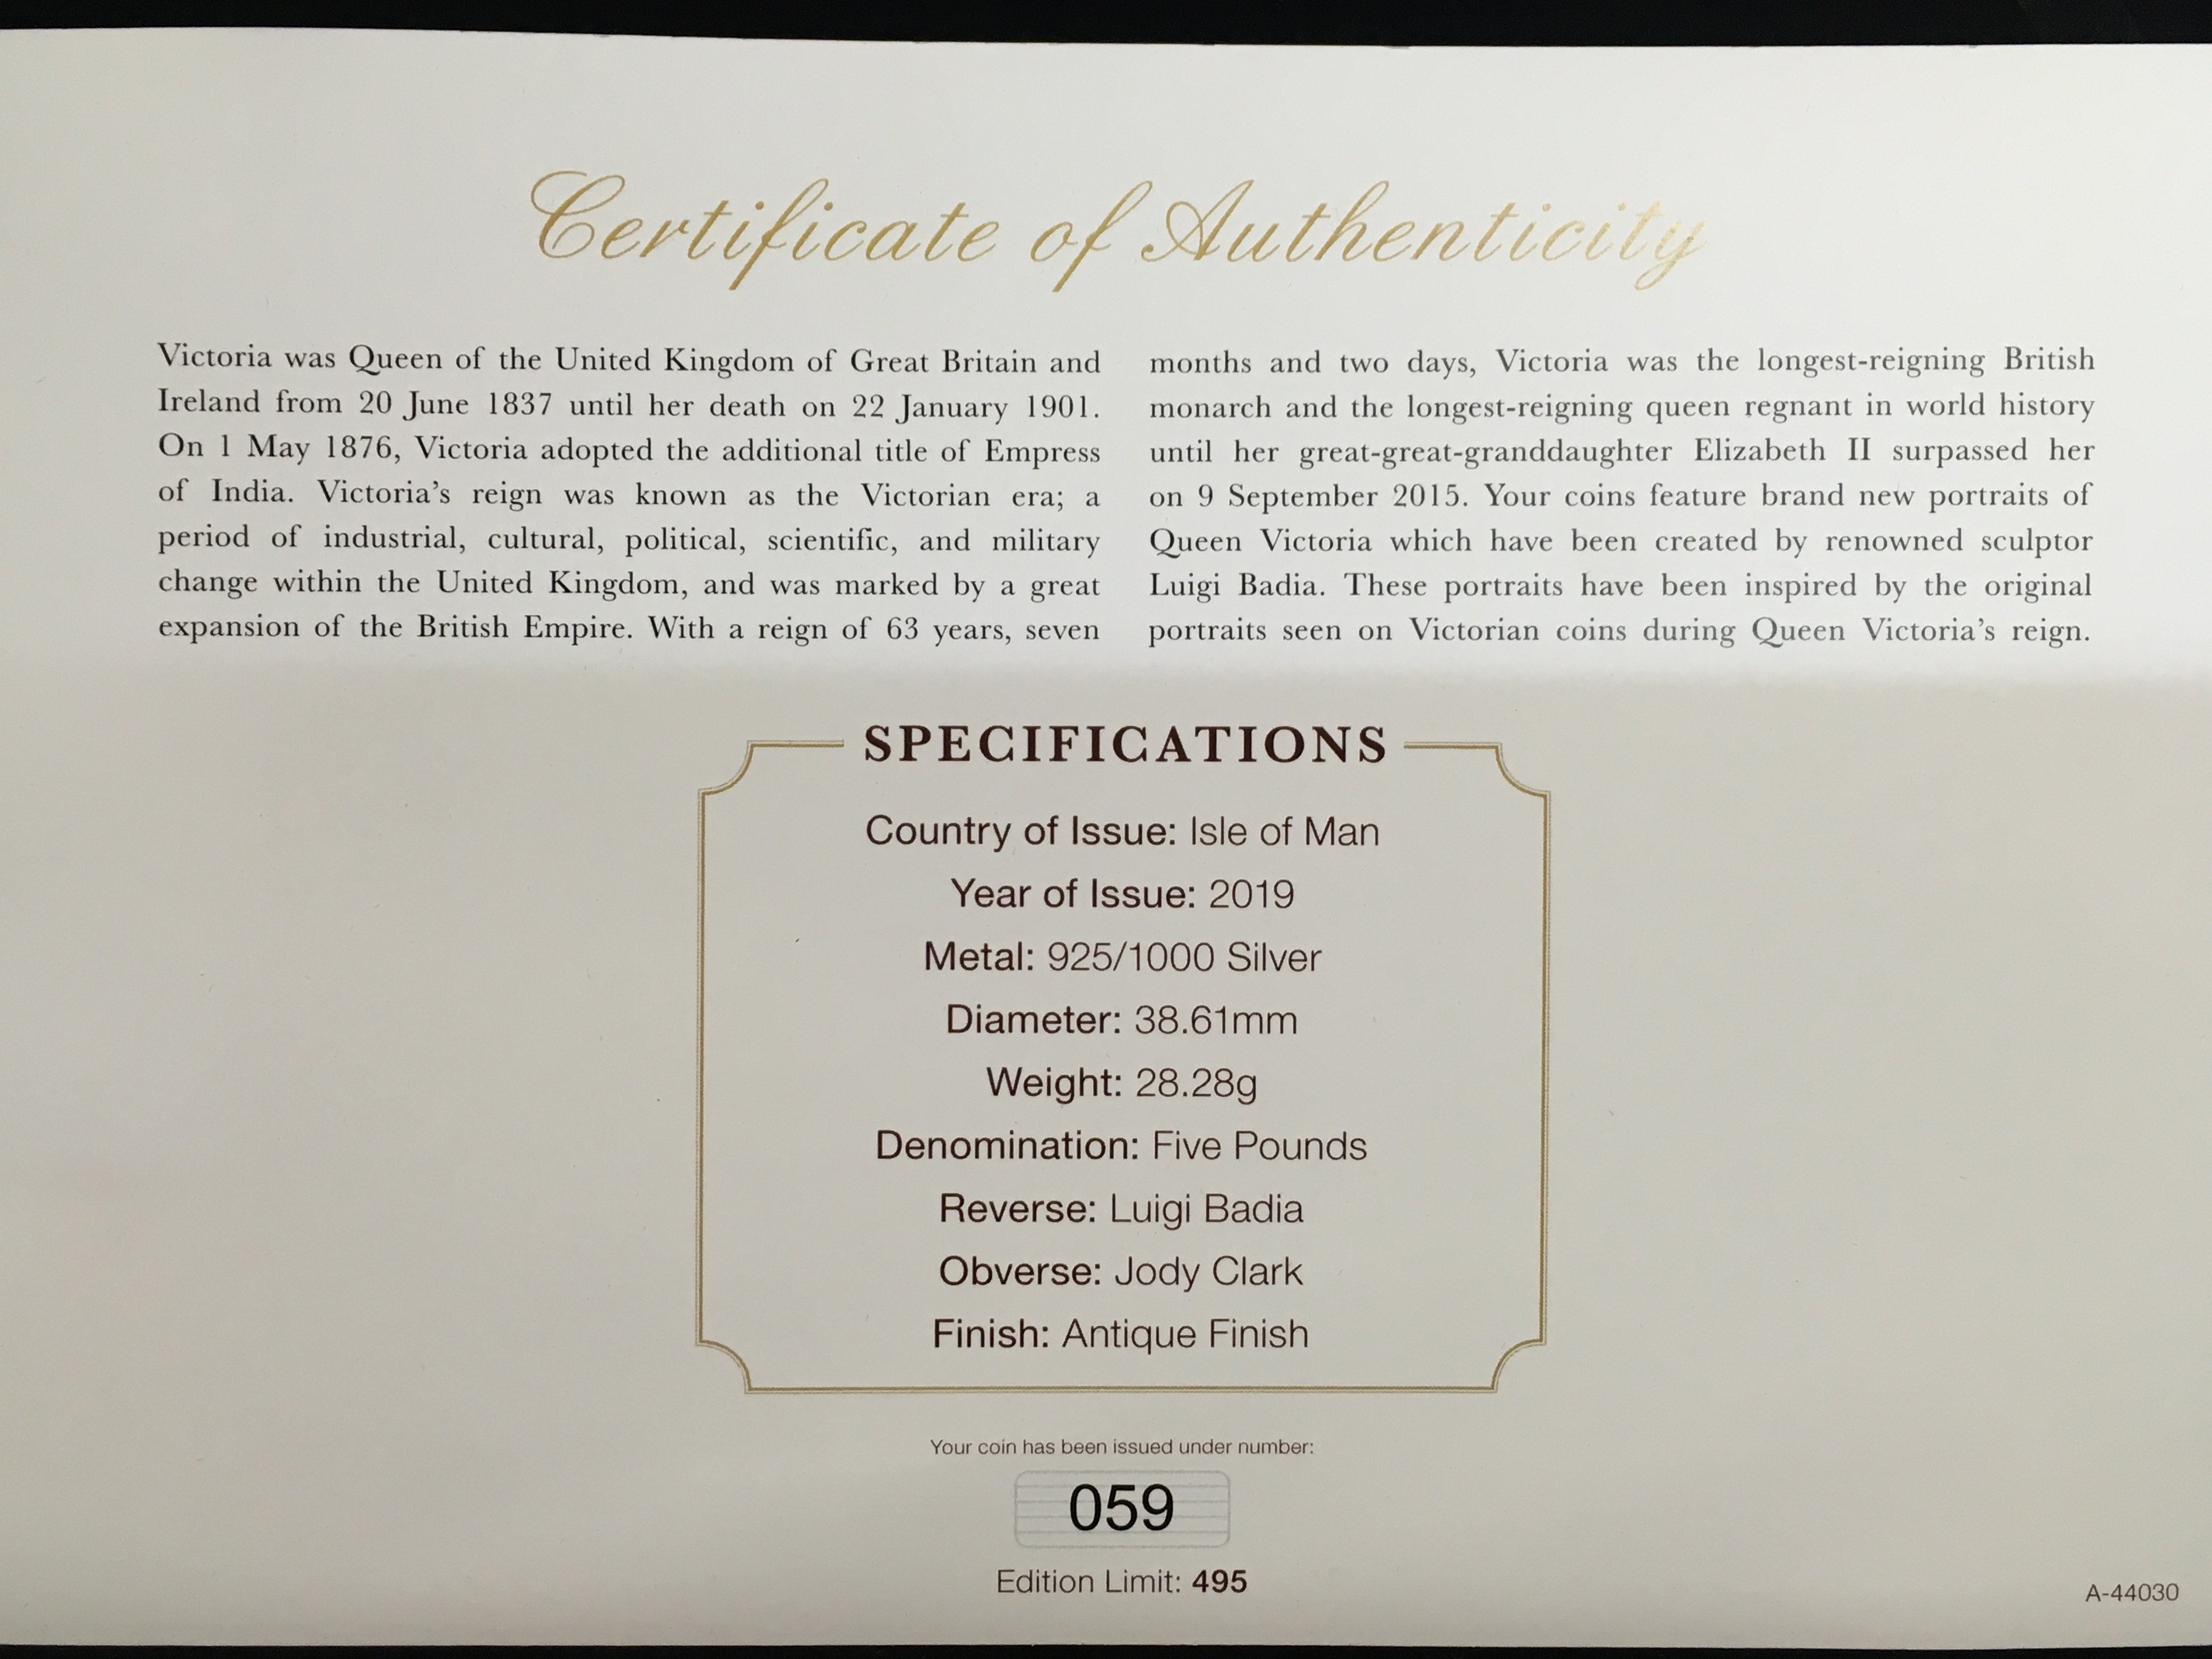 Certificate of Authenticity
Victoria was Queen of the United Kingdom of Great Britain and
Ireland from 20 June 1837 until her death on 22 January 1901.
On 1 May 1876, Victoria adopted the additional title of Empress
of India. Victoria's reign was known as the Victorian era; a
period of industrial, cultural, political, scientific, and military
change within the United Kingdom, and was marked by a great
expansion of the British Empire. With a reign of 63 years, seven
months and two days, Victoria was the longest-reigning British
monarch and the longest-reigning queen regnant in world history
until her great-great-granddaughter Elizabeth II surpassed her
on 9 September 2015. Your coins feature brand new portraits of
Queen Victoria which have been created by renowned sculptor
Luigi Badia. These portraits have been inspired by the original
portraits seen on Victorian coins during Queen Victoria's reign.
SPECIFICATIONS
Country of Issue: Isle of Man
Year of Issue: 2019
Metal: 925/1000 Silver
Diameter: 38.61mm
Weight: 28.28g
Denomination: Five Pounds
Reverse: Luigi Badia
Obverse: Jody Clark
Finish: Antique Finish
Your coin has been issued under number:
059
Edition Limit: 495
A-44030